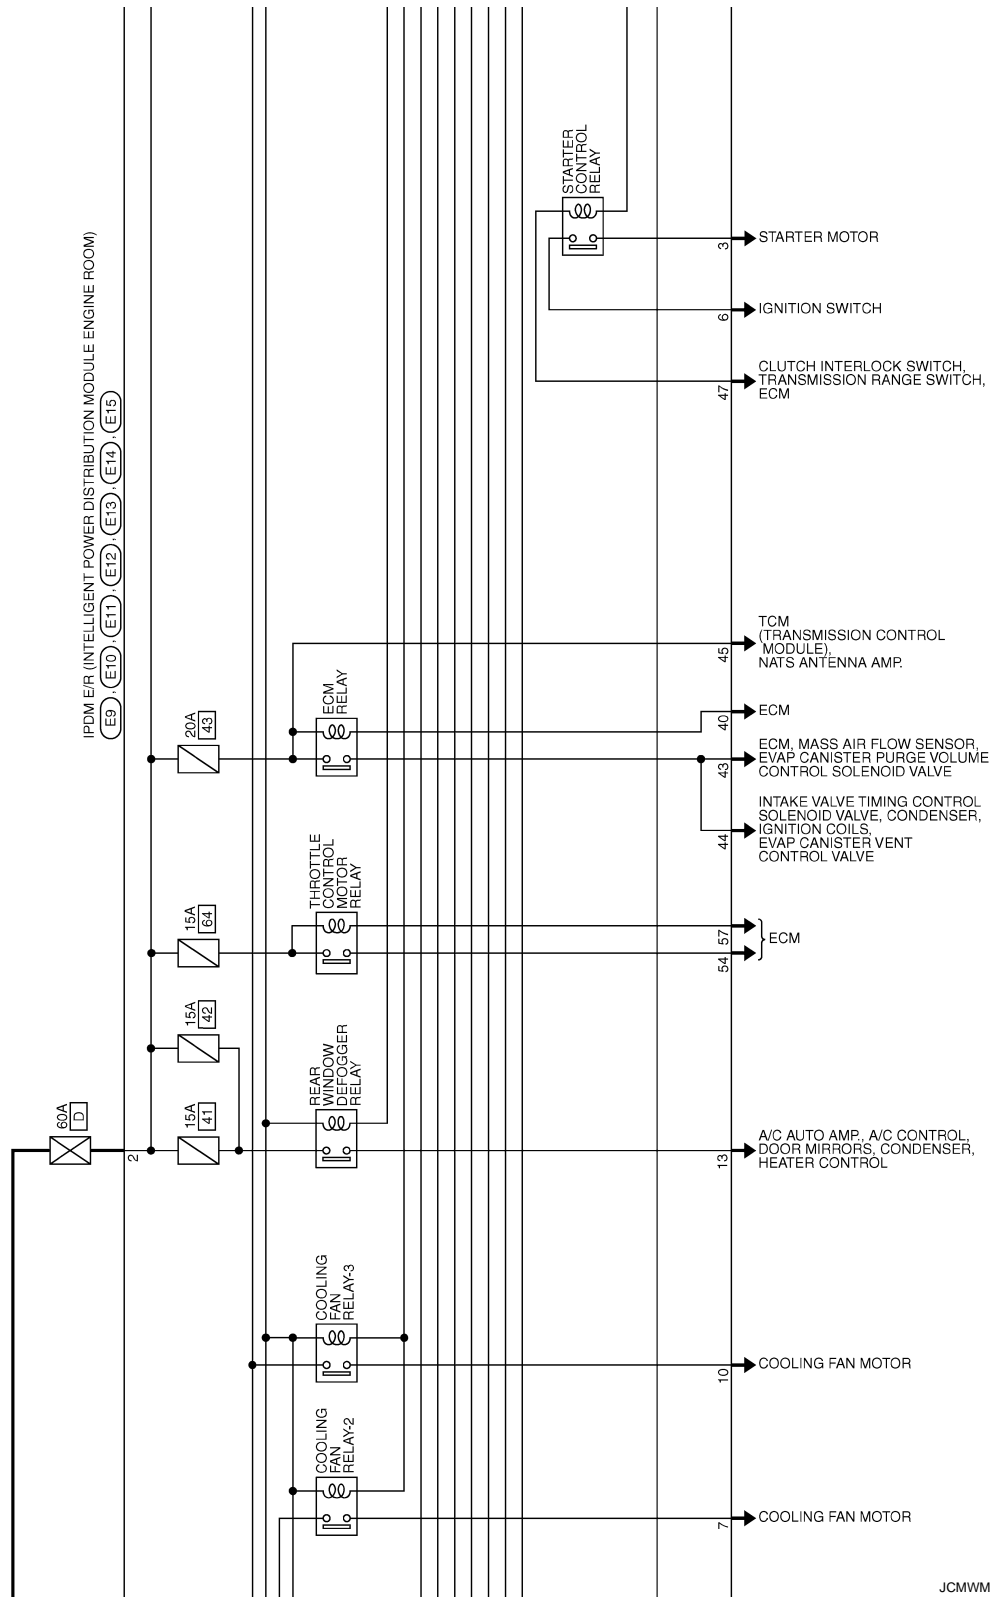 STARTER
CONTROL
RELAY
3
STARTER MOTOR
6
IGNITION SWITCH
47
CLUTCH INTERLOCK SWITCH,
TRANSMISSION RANGE SWITCH,
ECM
IPDM E/R (INTELLIGENT POWER DISTRIBUTION MODULE ENGINE ROOM)
E9 , E10 , E11 , E12 , E13 , E14 , E15
45
TCM
(TRANSMISSION CONTROL
MODULE),
NATS ANTENNA AMP.
20A
43
ECM
RELAY
40
ECM
43
ECM, MASS AIR FLOW SENSOR,
EVAP CANISTER PURGE VOLUME
CONTROL SOLENOID VALVE
44
INTAKE VALVE TIMING CONTROL
SOLENOID VALVE, CONDENSER,
IGNITION COILS,
EVAP CANISTER VENT
CONTROL VALVE
15A
64
THROTTLE
CONTROL
MOTOR
RELAY
57
54
ECM
15A
42
60A
D
2
15A
41
REAR
WINDOW
DEFOGGER
RELAY
13
A/C AUTO AMP., A/C CONTROL,
DOOR MIRRORS, CONDENSER,
HEATER CONTROL
COOLING
FAN
RELAY-3
10
COOLING FAN MOTOR
COOLING
FAN
RELAY-2
7
COOLING FAN MOTOR
JCMWM